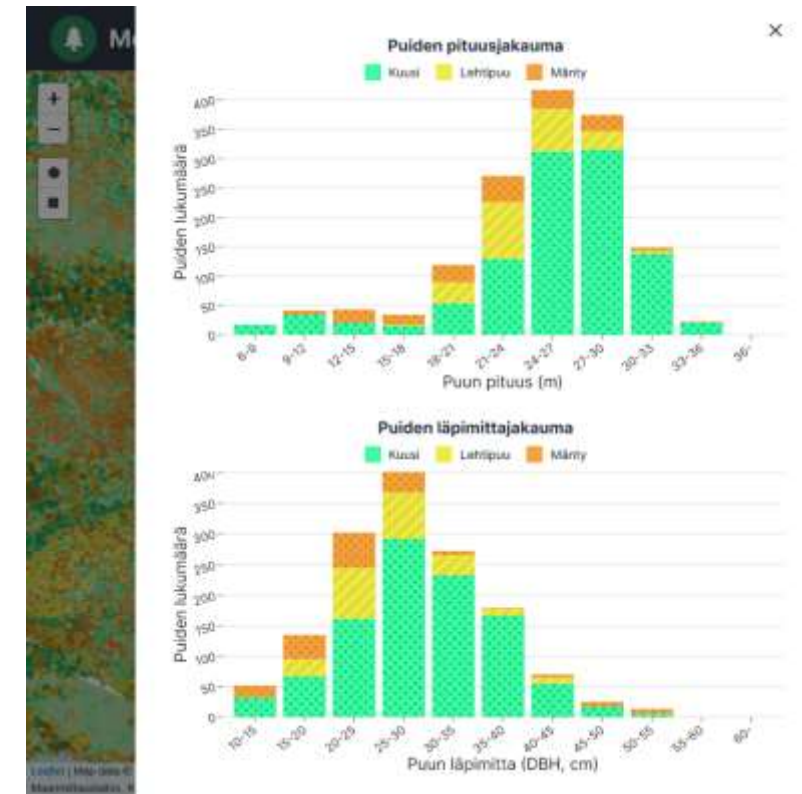 Puiden pituusjakauma
Kuusi Lehtipuu Mänty
Puiden lukumäärä
400
350
300
250
200
150
100
50
0
6-9 9-12 12-15 15-18 18-21 21-24 24-27 27-30 30-33 33-36 36-
Puun pituus (m)
Puiden läpimittajakauma
Kuusi Lehtipuu Mänty
Puiden lukumäärä
400
350
300
250
200
150
100
50
0
10-15 15-20 20-25 25-30 30-35 35-40 40-45 45-50 50-55 55-60 60-
Puun läpimitta (DBH, cm)
Leaflet | Map data ©